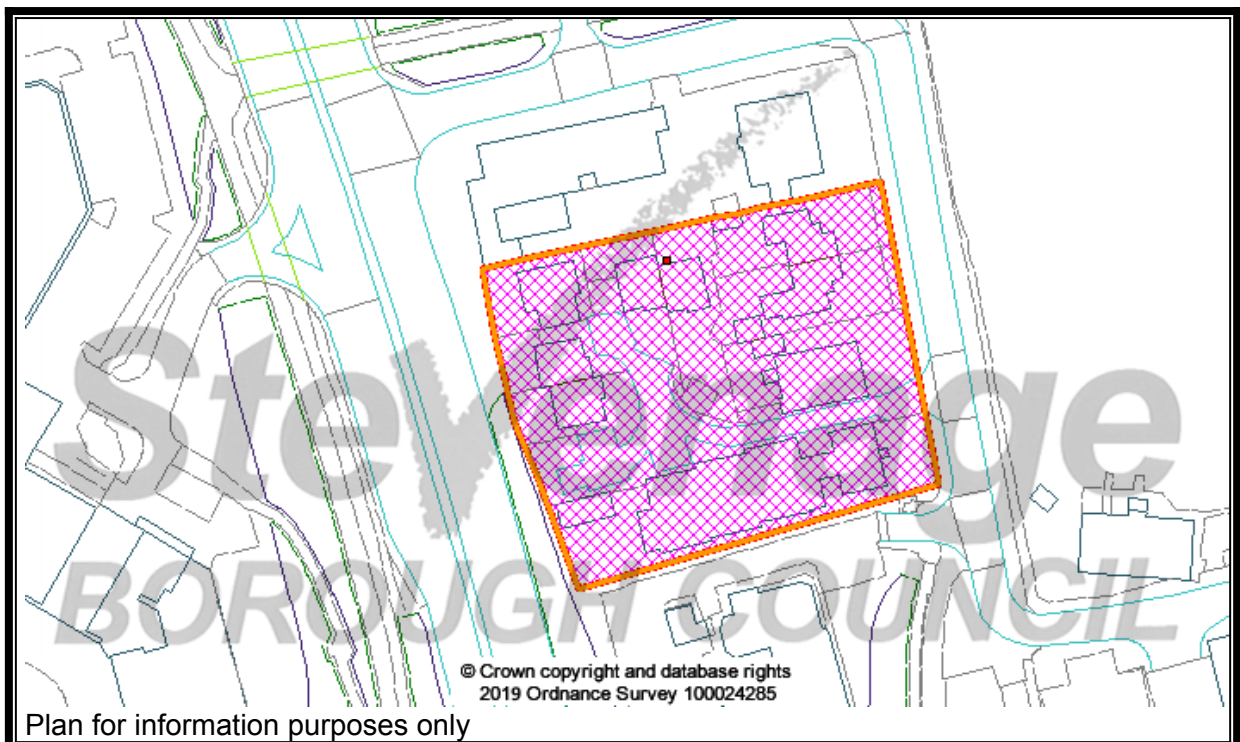 Stevenage
BOROUGH COUNCIL
© Crown copyright and database rights
2019 Ordnance Survey 100024285
Plan for information purposes only